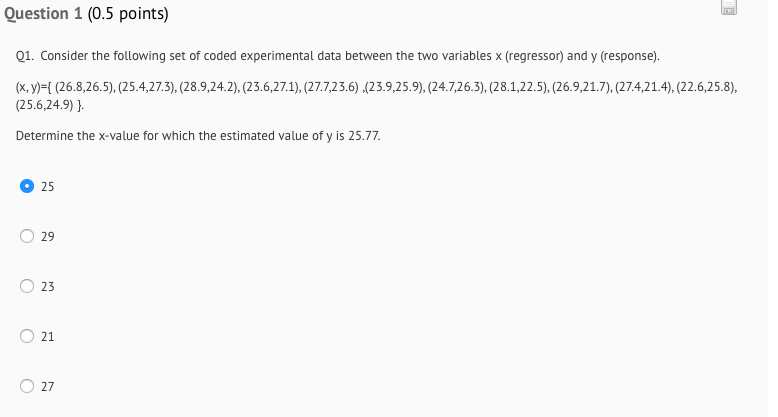 Question 1 (0.5 points)
Q1. Consider the following set of coded experimental data between the two variables x (regressor) and y (response).
(x, y)={ (26.8,26.5), (25.4,27.3), (28.9,24.2), (23.6,27.1), (27.7,23.6) ,(23.9,25.9), (24.7,26.3), (28.1,22.5), (26.9,21.7), (27.4,21.4), (22.6,25.8),
(25.6,24.9) }.
Determine the x-value for which the estimated value of y is 25.77.
25
29
23
21
27